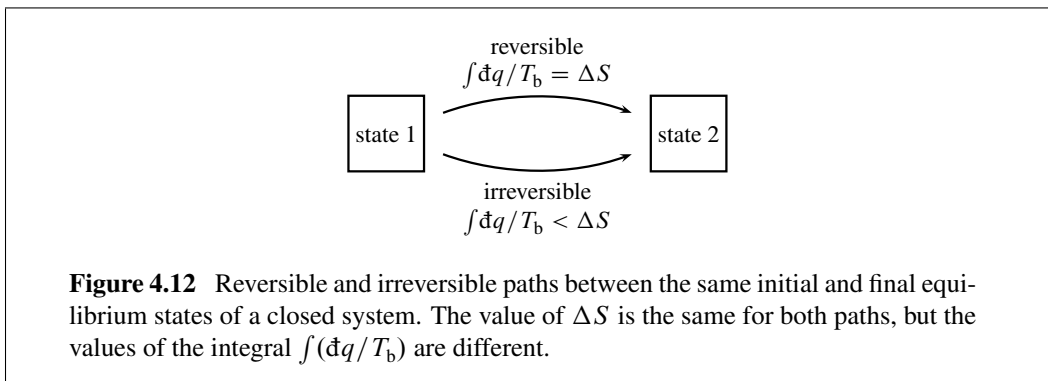 reversible
∫đq/T_b = ΔS
state 1
state 2
irreversible
∫đq/T_b < ΔS
Figure 4.12 Reversible and irreversible paths between the same initial and final equi-
librium states of a closed system. The value of ΔS is the same for both paths, but the
values of the integral ∫(đq/T_b) are different.